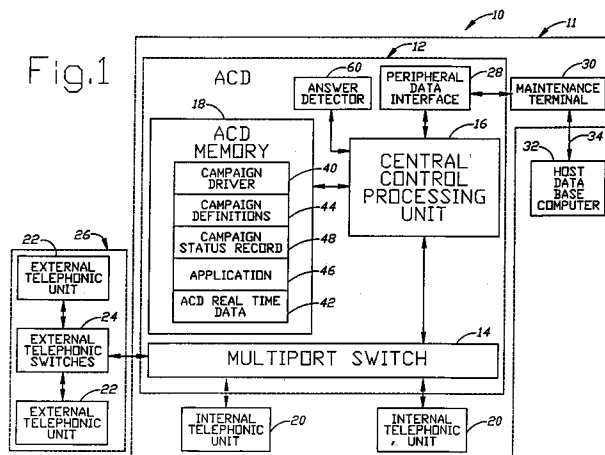 Fig.1
10
11
12
ACD
60
ANSWER
DETECTOR
PERIPHERAL
DATA
INTERFACE
28
30
MAINTENANCE
TERMINAL
18
ACD
MEMORY
40
CAMPAIGN
DRIVER
44
CAMPAIGN
DEFINITIONS
48
CAMPAIGN
STATUS RECORD
46
APPLICATION
42
ACD REAL TIME
DATA
16
CENTRAL
CONTROL
PROCESSING
UNIT
34
32
HOST
DATA
BASE
COMPUTER
22
26
EXTERNAL
TELEPHONIC
UNIT
24
EXTERNAL
TELEPHONIC
SWITCHES
22
EXTERNAL
TELEPHONIC
UNIT
14
MULTIPORT SWITCH
INTERNAL
TELEPHONIC
UNIT
20
INTERNAL
TELEPHONIC
UNIT
20